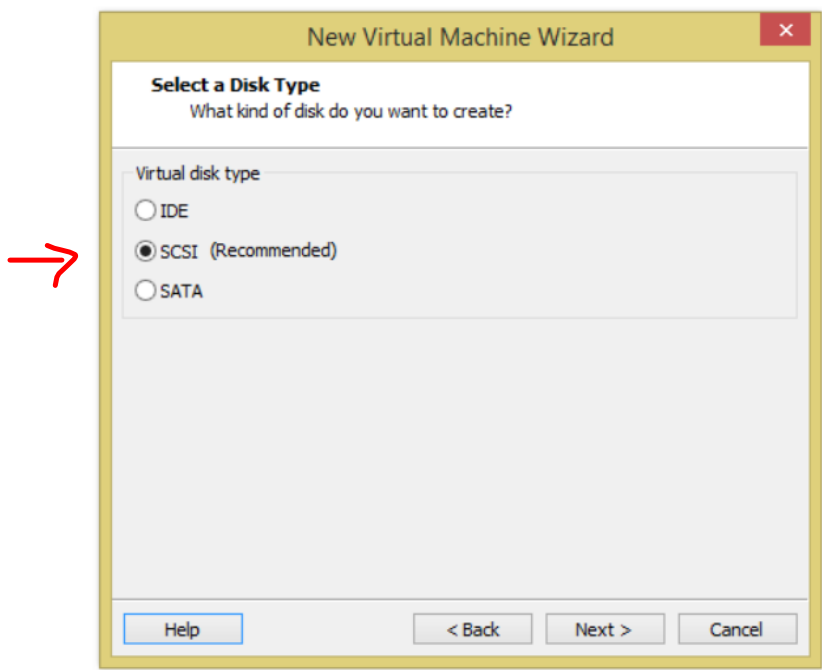 New Virtual Machine Wizard
Select a Disk Type
What kind of disk do you want to create?
Virtual disk type
IDE
SCSI (Recommended)
SATA
Help
< Back
Next >
Cancel